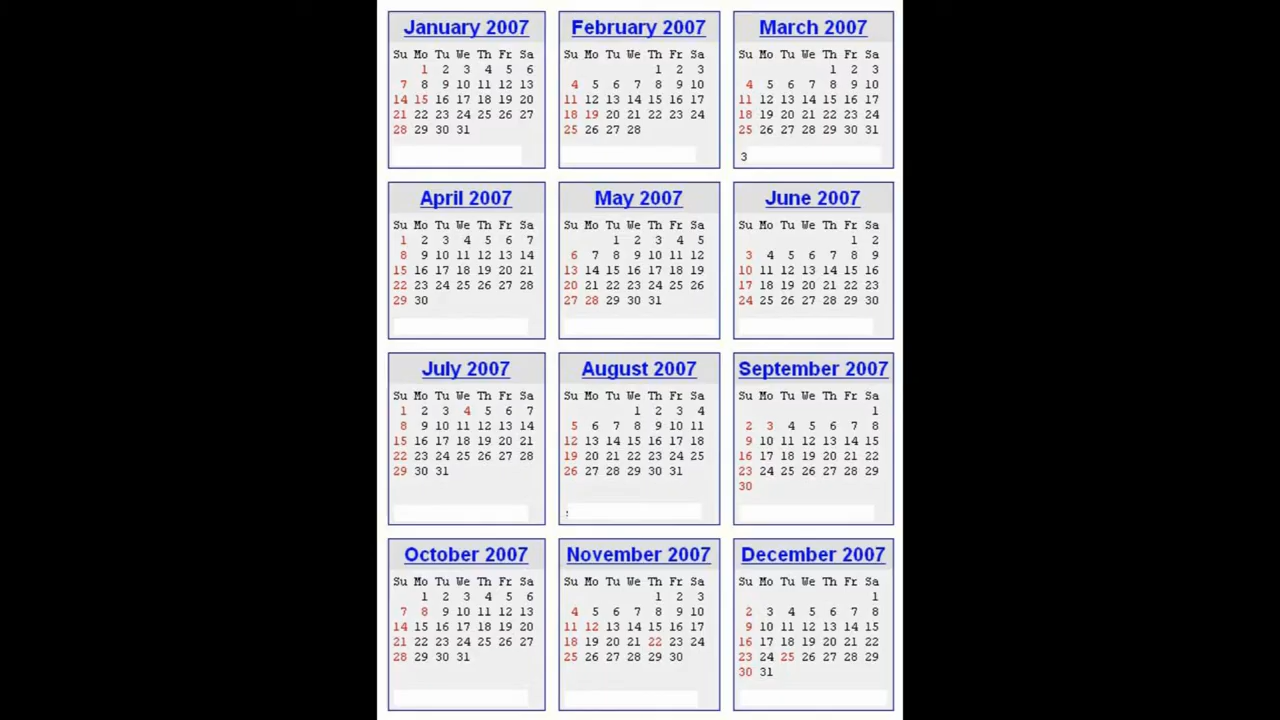 January 2007
Su Mo Tu We Th Fr Sa
1 2 3 4 5 6
7 8 9 10 11 12 13
14 15 16 17 18 19 20
21 22 23 24 25 26 27
28 29 30 31
February 2007
Su Mo Tu We Th Fr Sa
1 2 3
4 5 6 7 8 9 10
11 12 13 14 15 16 17
18 19 20 21 22 23 24
25 26 27 28
March 2007
Su Mo Tu We Th Fr Sa
1 2 3
4 5 6 7 8 9 10
11 12 13 14 15 16 17
18 19 20 21 22 23 24
25 26 27 28 29 30 31
3
April 2007
Su Mo Tu We Th Fr Sa
1 2 3 4 5 6 7
8 9 10 11 12 13 14
15 16 17 18 19 20 21
22 23 24 25 26 27 28
29 30
May 2007
Su Mo Tu We Th Fr Sa
1 2 3 4 5
6 7 8 9 10 11 12
13 14 15 16 17 18 19
20 21 22 23 24 25 26
27 28 29 30 31
June 2007
Su Mo Tu We Th Fr Sa
1 2
3 4 5 6 7 8 9
10 11 12 13 14 15 16
17 18 19 20 21 22 23
24 25 26 27 28 29 30
July 2007
Su Mo Tu We Th Fr Sa
1 2 3 4 5 6 7
8 9 10 11 12 13 14
15 16 17 18 19 20 21
22 23 24 25 26 27 28
29 30 31
August 2007
Su Mo Tu We Th Fr Sa
1 2 3 4
5 6 7 8 9 10 11
12 13 14 15 16 17 18
19 20 21 22 23 24 25
26 27 28 29 30 31
September 2007
Su Mo Tu We Th Fr Sa
1
2 3 4 5 6 7 8
9 10 11 12 13 14 15
16 17 18 19 20 21 22
23 24 25 26 27 28 29
30
October 2007
Su Mo Tu We Th Fr Sa
1 2 3 4 5 6
7 8 9 10 11 12 13
14 15 16 17 18 19 20
21 22 23 24 25 26 27
28 29 30 31
November 2007
Su Mo Tu We Th Fr Sa
1 2 3
4 5 6 7 8 9 10
11 12 13 14 15 16 17
18 19 20 21 22 23 24
25 26 27 28 29 30
December 2007
Su Mo Tu We Th Fr Sa
1
2 3 4 5 6 7 8
9 10 11 12 13 14 15
16 17 18 19 20 21 22
23 24 25 26 27 28 29
30 31